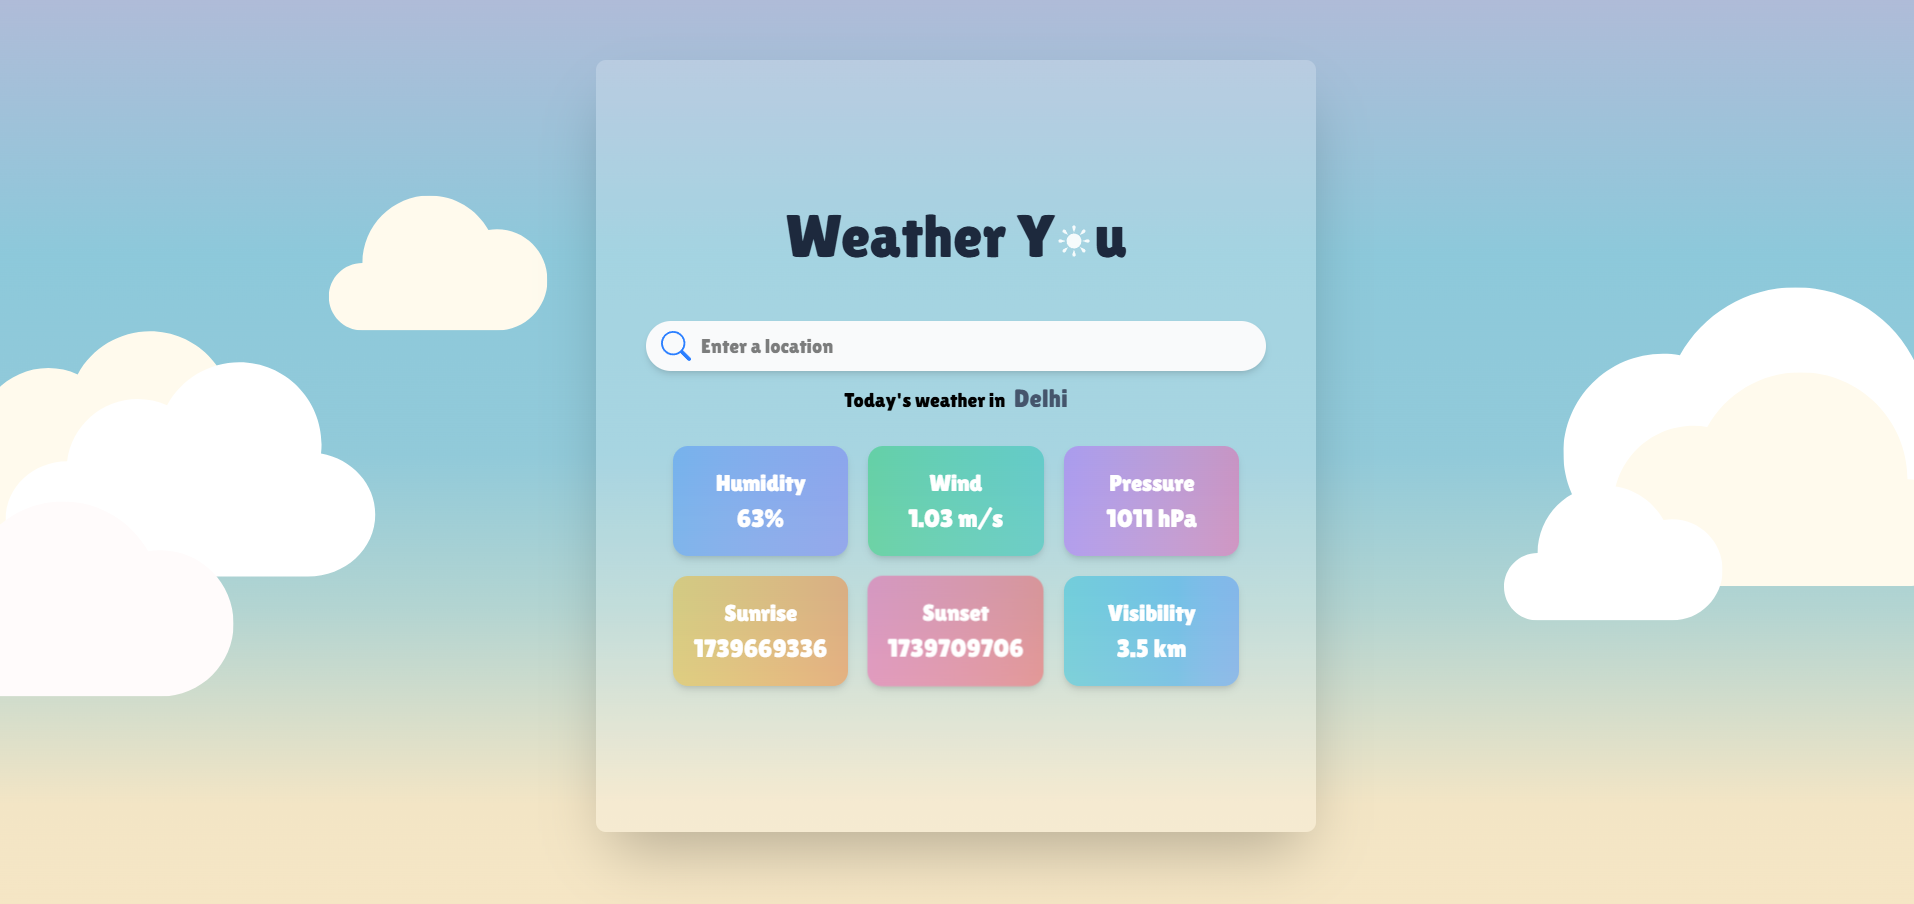 Weather Y☀u
Enter a location
Today's weather in Delhi
Humidity
63%
Wind
1.03 m/s
Pressure
1011 hPa
Sunrise
1739669336
Sunset
1739709706
Visibility
3.5 km